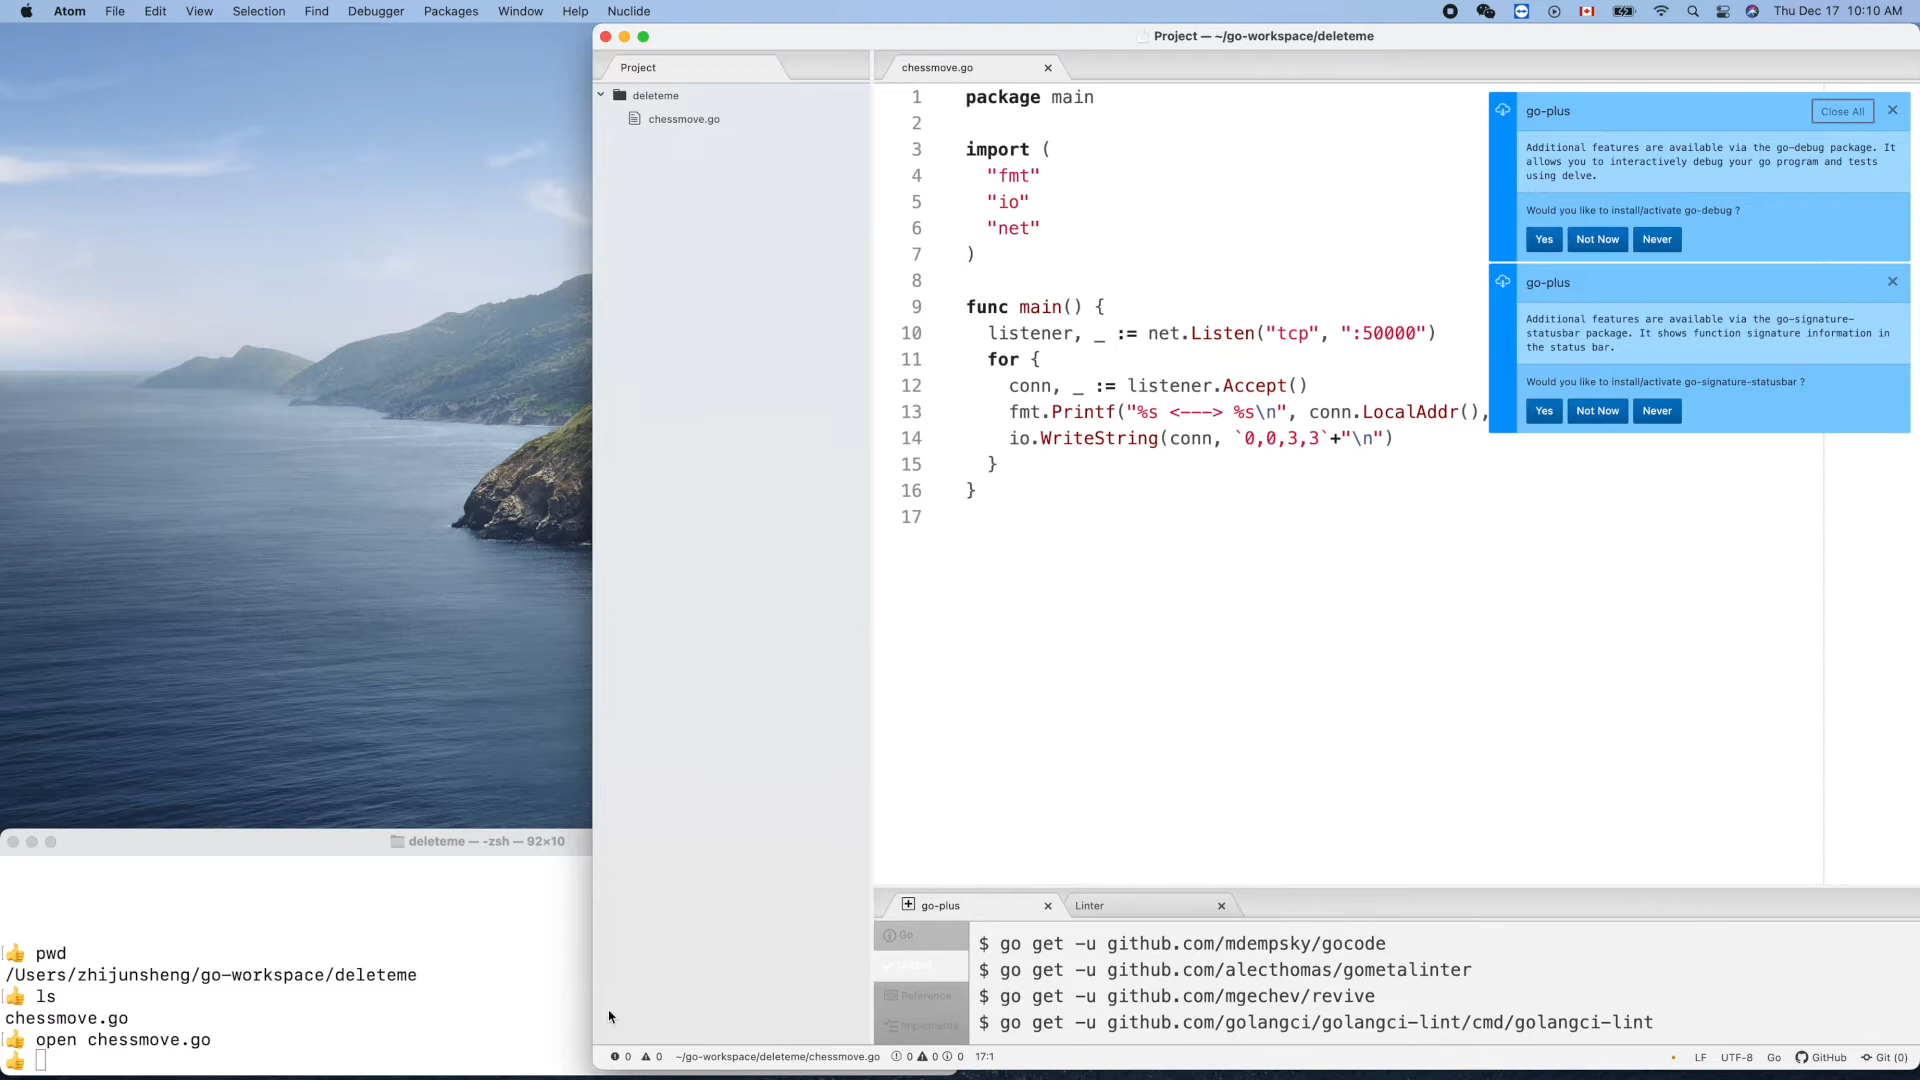 Atom File Edit View Selection Find Debugger Packages Window Help Nuclide
Thu Dec 17 10:10 AM
Project — ~/go-workspace/deleteme
Project
deleteme
chessmove.go
chessmove.go
1 package main
2
3 import (
4 "fmt"
5 "io"
6 "net"
7 )
8
9 func main() {
10 listener, _ := net.Listen("tcp", ":50000")
11 for {
12 conn, _ := listener.Accept()
13 fmt.Printf("%s <---> %s\n", conn.LocalAddr(),
14 io.WriteString(conn, `0,0,3,3`+"\n")
15 }
16 }
17
go-plus
Close All
Additional features are available via the go-debug package. It
allows you to interactively debug your go program and tests
using delve.
Would you like to install/activate go-debug ?
Yes Not Now Never
go-plus
Additional features are available via the go-signature-
statusbar package. It shows function signature information in
the status bar.
Would you like to install/activate go-signature-statusbar ?
Yes Not Now Never
deleteme — -zsh — 92×10
pwd
/Users/zhijunsheng/go-workspace/deleteme
ls
chessmove.go
open chessmove.go
go-plus
Linter
Go
Output
Reference
Implements
$ go get -u github.com/mdempsky/gocode
$ go get -u github.com/alecthomas/gometalinter
$ go get -u github.com/mgechev/revive
$ go get -u github.com/golangci/golangci-lint/cmd/golangci-lint
0 0 ~/go-workspace/deleteme/chessmove.go 0 0 0 17:1
LF UTF-8 Go GitHub Git (0)